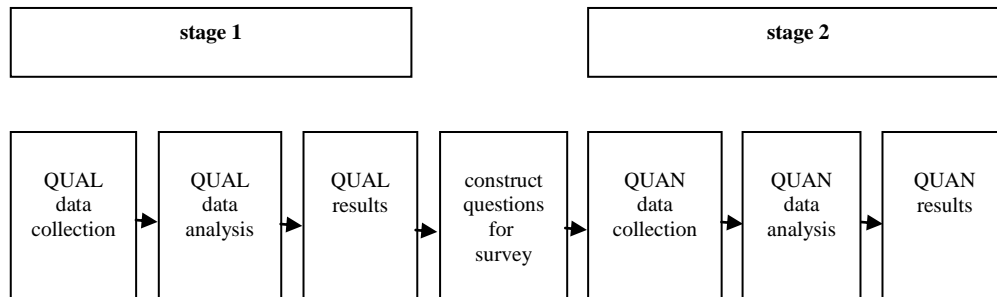 stage 1
stage 2
QUAL
data
collection
QUAL
data
analysis
QUAL
results
construct
questions
for
survey
QUAN
data
collection
QUAN
data
analysis
QUAN
results